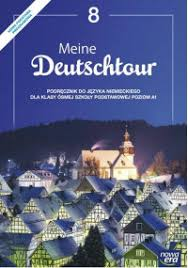 8
Meine
Deutschtour
PODRĘCZNIK DO JĘZYKA NIEMIECKIEGO
DLA KLASY ÓSMEJ SZKOŁY PODSTAWOWEJ POZIOM A1
nowa
era